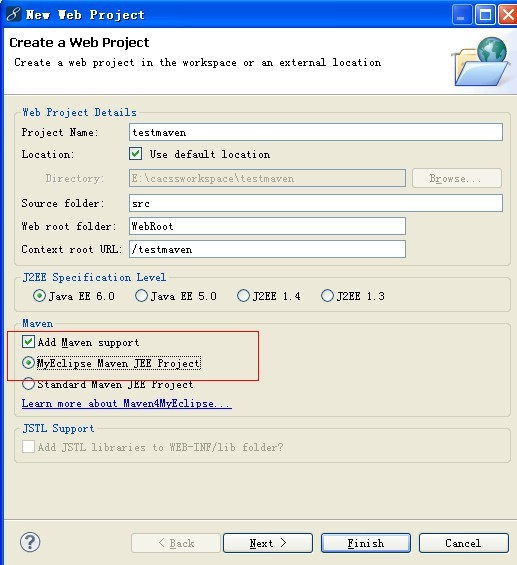 New Web Project
Create a Web Project
Create a web project in the workspace or an external location
Web Project Details
Project Name: testmaven
Location: Use default location
Directory: E:\cacssworkspace\testmaven Browse...
Source folder: src
Web root folder: WebRoot
Context root URL: /testmaven
J2EE Specification Level
Java EE 6.0 Java EE 5.0 J2EE 1.4 J2EE 1.3
Maven
Add Maven support
MyEclipse Maven JEE Project
Standard Maven JEE Project
Learn more about Maven4MyEclipse...
JSTL Support
Add JSTL libraries to WEB-INF/lib folder?
? < Back Next > Finish Cancel